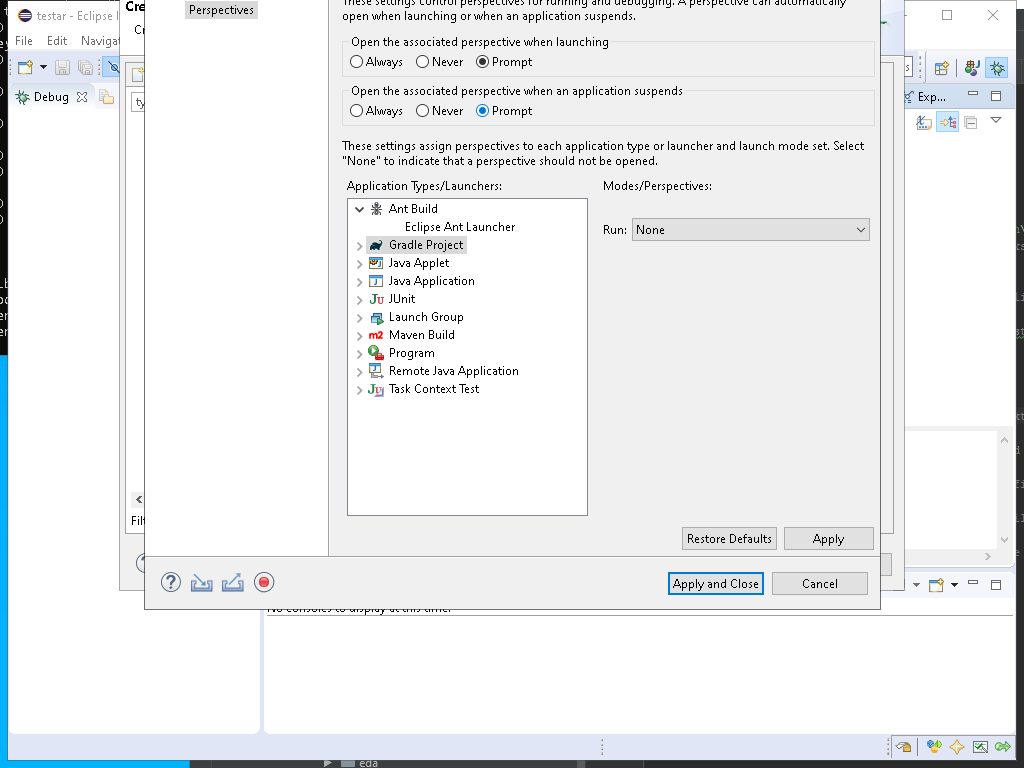 testar - Eclipse I
File Edit Naviga
Cre
Cr
Perspectives
These settings control perspectives for running and debugging. A perspective can automatically
open when launching or when an application suspends.
Open the associated perspective when launching
Always Never Prompt
Open the associated perspective when an application suspends
Always Never Prompt
These settings assign perspectives to each application type or launcher and launch mode set. Select
"None" to indicate that a perspective should not be opened.
Application Types/Launchers:
Modes/Perspectives:
Ant Build
Eclipse Ant Launcher
Gradle Project
Java Applet
Java Application
JUnit
Launch Group
Maven Build
Program
Remote Java Application
Task Context Test
Run: None
Restore Defaults Apply
Apply and Close Cancel
Debug
ty
Filt
Exp...
No consoles to display at this time.
eda